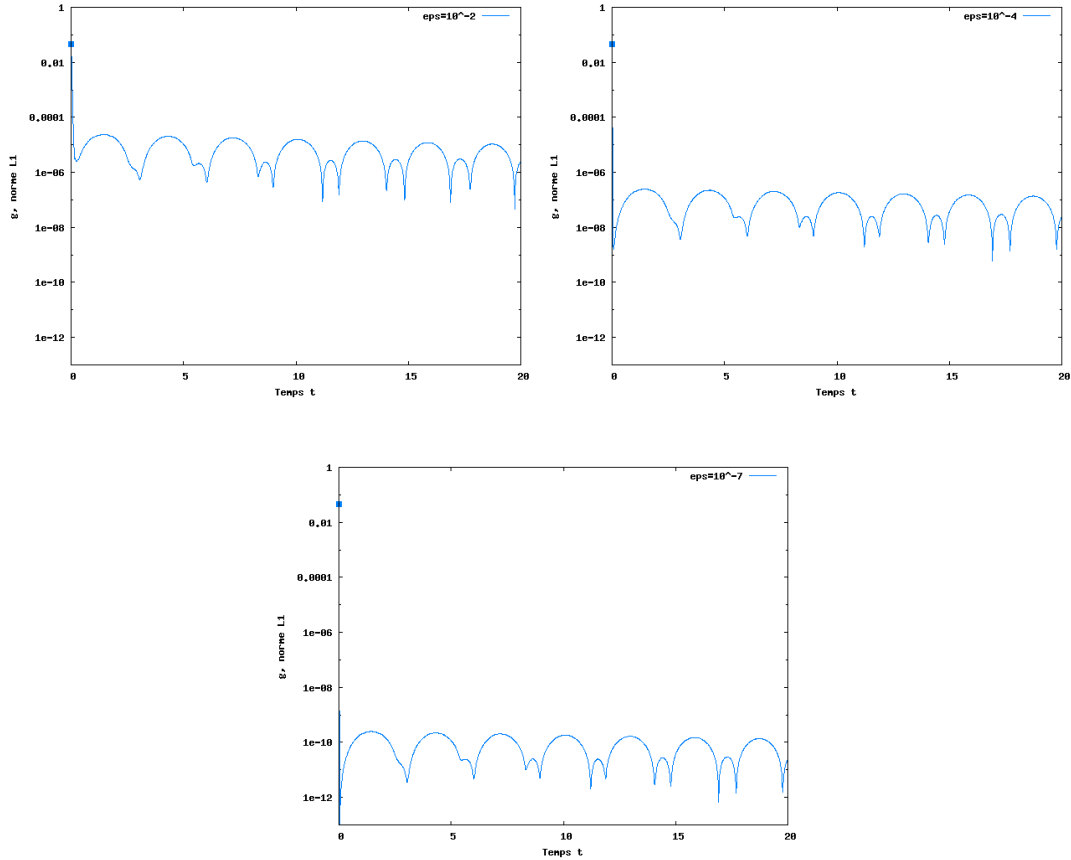 eps=10^-2
1
0.01
0.0001
1e-06
1e-08
1e-10
1e-12
g, norme L1
0 5 10 15 20
Temps t
eps=10^-4
1
0.01
0.0001
1e-06
1e-08
1e-10
1e-12
g, norme L1
0 5 10 15 20
Temps t
eps=10^-7
1
0.01
0.0001
1e-06
1e-08
1e-10
1e-12
g, norme L1
0 5 10 15 20
Temps t